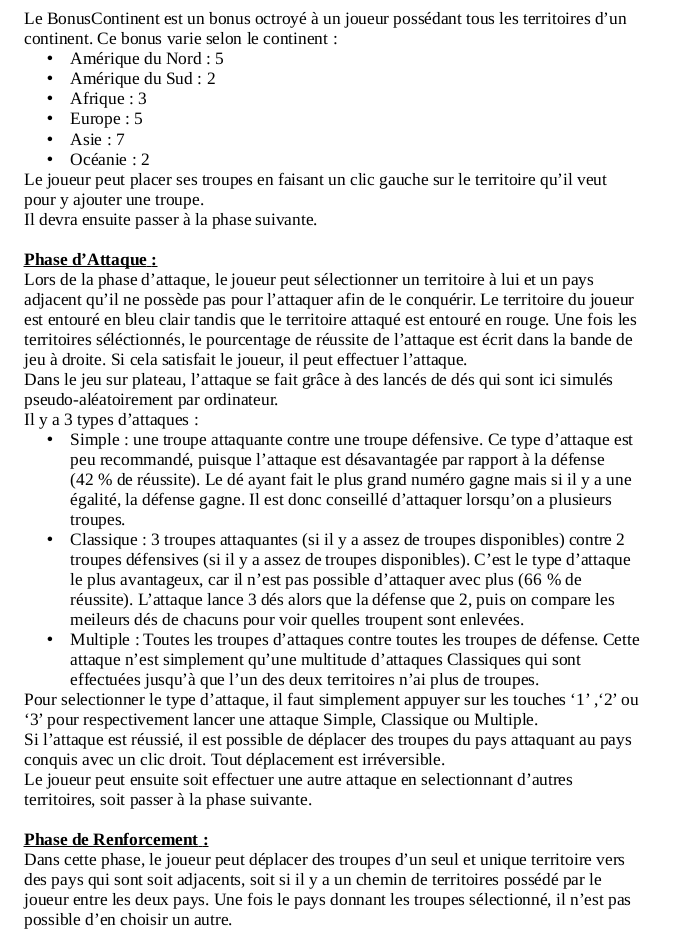 Le BonusContinent est un bonus octroyé à un joueur possédant tous les territoires d’un
continent. Ce bonus varie selon le continent :
• Amérique du Nord : 5
• Amérique du Sud : 2
• Afrique : 3
• Europe : 5
• Asie : 7
• Océanie : 2
Le joueur peut placer ses troupes en faisant un clic gauche sur le territoire qu’il veut
pour y ajouter une troupe.
Il devra ensuite passer à la phase suivante.
Phase d’Attaque :
Lors de la phase d’attaque, le joueur peut sélectionner un territoire à lui et un pays
adjacent qu’il ne possède pas pour l’attaquer afin de le conquérir. Le territoire du joueur
est entouré en bleu clair tandis que le territoire attaqué est entouré en rouge. Une fois les
territoires séléctionnés, le pourcentage de réussite de l’attaque est écrit dans la bande de
jeu à droite. Si cela satisfait le joueur, il peut effectuer l’attaque.
Dans le jeu sur plateau, l’attaque se fait grâce à des lancés de dés qui sont ici simulés
pseudo-aléatoirement par ordinateur.
Il y a 3 types d’attaques :
• Simple : une troupe attaquante contre une troupe défensive. Ce type d’attaque est
peu recommandé, puisque l’attaque est désavantagée par rapport à la défense
(42 % de réussite). Le dé ayant fait le plus grand numéro gagne mais si il y a une
égalité, la défense gagne. Il est donc conseillé d’attaquer lorsqu’on a plusieurs
troupes.
• Classique : 3 troupes attaquantes (si il y a assez de troupes disponibles) contre 2
troupes défensives (si il y a assez de troupes disponibles). C’est le type d’attaque
le plus avantageux, car il n’est pas possible d’attaquer avec plus (66 % de
réussite). L’attaque lance 3 dés alors que la défense que 2, puis on compare les
meileurs dés de chacuns pour voir quelles troupent sont enlevées.
• Multiple : Toutes les troupes d’attaques contre toutes les troupes de défense. Cette
attaque n’est simplement qu’une multitude d’attaques Classiques qui sont
effectuées jusqu’à que l’un des deux territoires n’ai plus de troupes.
Pour selectionner le type d’attaque, il faut simplement appuyer sur les touches ‘1’ ,‘2’ ou
‘3’ pour respectivement lancer une attaque Simple, Classique ou Multiple.
Si l’attaque est réussié, il est possible de déplacer des troupes du pays attaquant au pays
conquis avec un clic droit. Tout déplacement est irréversible.
Le joueur peut ensuite soit effectuer une autre attaque en selectionnant d’autres
territoires, soit passer à la phase suivante.
Phase de Renforcement :
Dans cette phase, le joueur peut déplacer des troupes d’un seul et unique territoire vers
des pays qui sont soit adjacents, soit si il y a un chemin de territoires possédé par le
joueur entre les deux pays. Une fois le pays donnant les troupes sélectionné, il n’est pas
possible d’en choisir un autre.